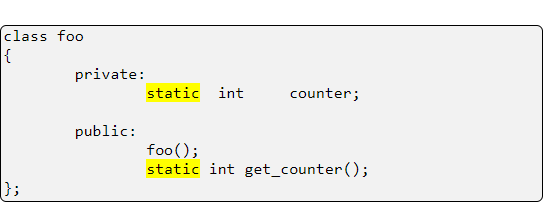 class foo
{
private:
static int counter;
public:
foo();
static int get_counter();
};